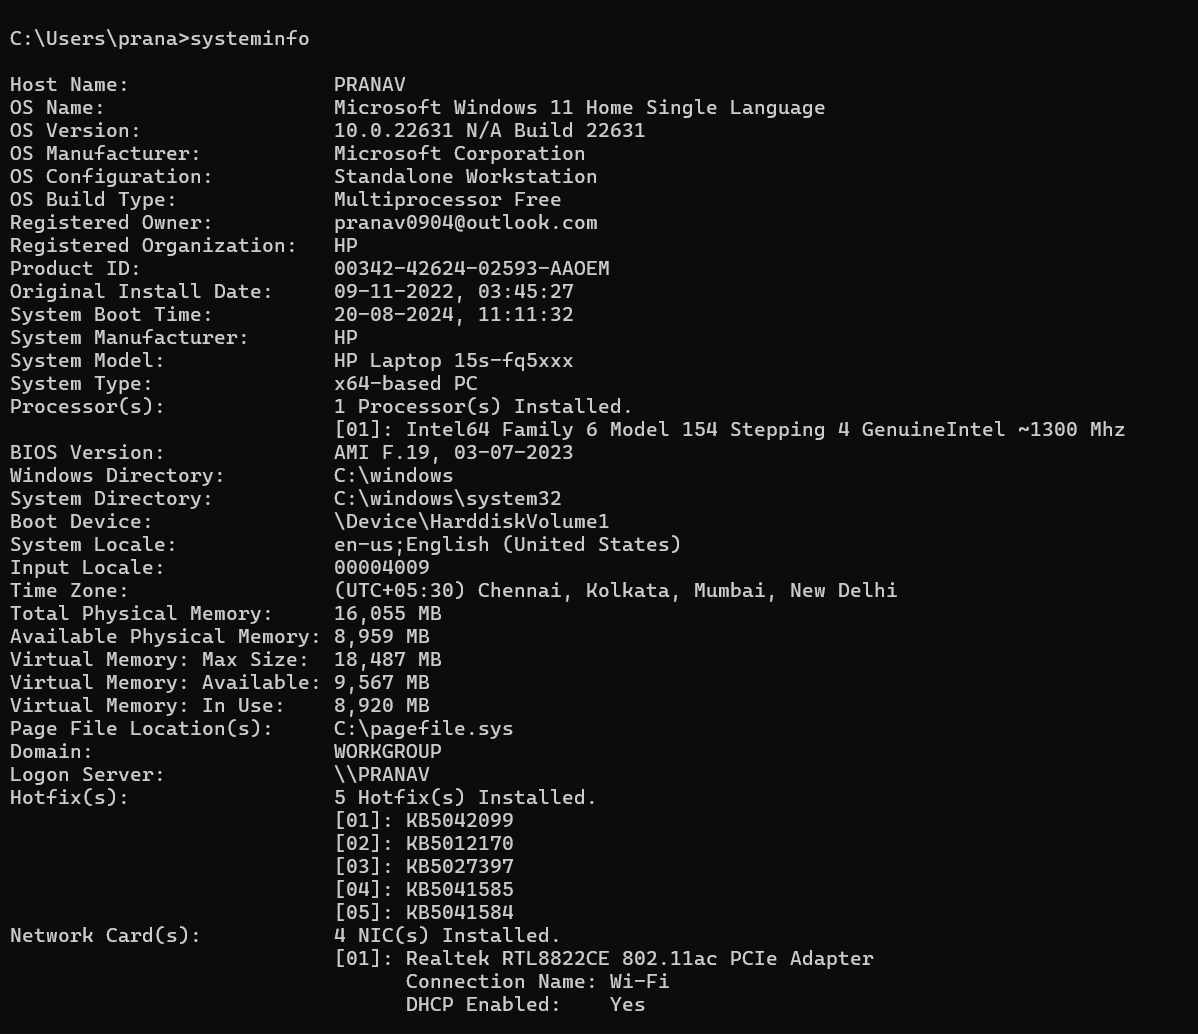 C:\Users\prana>systeminfo
Host Name:                 PRANAV
OS Name:                   Microsoft Windows 11 Home Single Language
OS Version:                10.0.22631 N/A Build 22631
OS Manufacturer:           Microsoft Corporation
OS Configuration:          Standalone Workstation
OS Build Type:             Multiprocessor Free
Registered Owner:          pranav0904@outlook.com
Registered Organization:   HP
Product ID:                00342-42624-02593-AAOEM
Original Install Date:     09-11-2022, 03:45:27
System Boot Time:          20-08-2024, 11:11:32
System Manufacturer:       HP
System Model:              HP Laptop 15s-fq5xxx
System Type:               x64-based PC
Processor(s):              1 Processor(s) Installed.
                           [01]: Intel64 Family 6 Model 154 Stepping 4 GenuineIntel ~1300 Mhz
BIOS Version:              AMI F.19, 03-07-2023
Windows Directory:         C:\windows
System Directory:          C:\windows\system32
Boot Device:               \Device\HarddiskVolume1
System Locale:             en-us;English (United States)
Input Locale:              00004009
Time Zone:                 (UTC+05:30) Chennai, Kolkata, Mumbai, New Delhi
Total Physical Memory:     16,055 MB
Available Physical Memory: 8,959 MB
Virtual Memory: Max Size:  18,487 MB
Virtual Memory: Available: 9,567 MB
Virtual Memory: In Use:    8,920 MB
Page File Location(s):     C:\pagefile.sys
Domain:                    WORKGROUP
Logon Server:              \\PRANAV
Hotfix(s):                 5 Hotfix(s) Installed.
                           [01]: KB5042099
                           [02]: KB5012170
                           [03]: KB5027397
                           [04]: KB5041585
                           [05]: KB5041584
Network Card(s):           4 NIC(s) Installed.
                           [01]: Realtek RTL8822CE 802.11ac PCIe Adapter
                                 Connection Name: Wi-Fi
                                 DHCP Enabled:    Yes